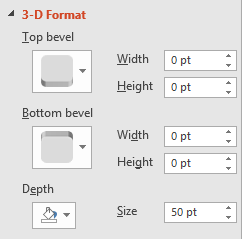 3-D Format
Top bevel
Width 0 pt
Height 0 pt
Bottom bevel
Width 0 pt
Height 0 pt
Depth
Size 50 pt